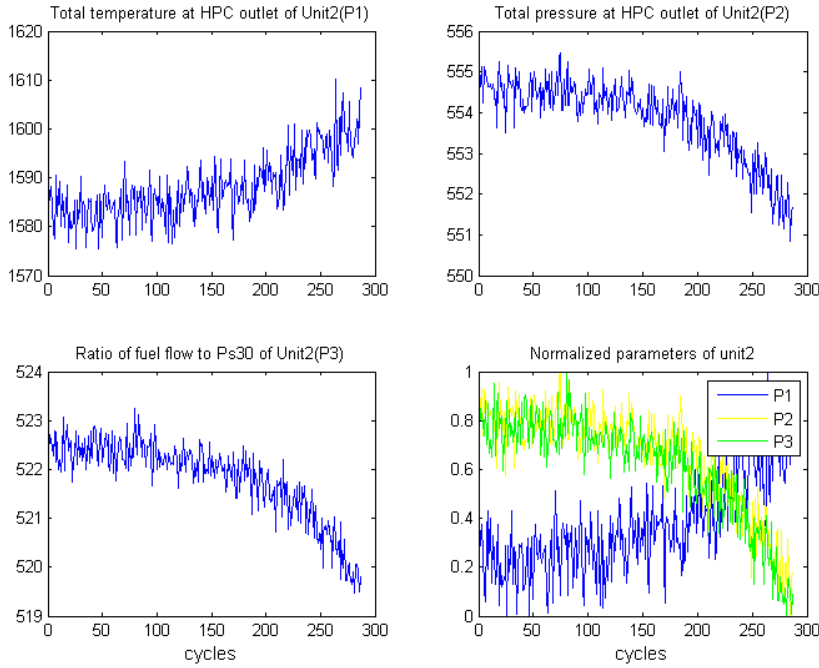 Total temperature at HPC outlet of Unit2(P1)
1620
1610
1600
1590
1580
1570
0 50 100 150 200 250 300
Total pressure at HPC outlet of Unit2(P2)
556
555
554
553
552
551
550
0 50 100 150 200 250 300
Ratio of fuel flow to Ps30 of Unit2(P3)
524
523
522
521
520
519
0 50 100 150 200 250 300
cycles
Normalized parameters of unit2
1
0.8
0.6
0.4
0.2
0
P1
P2
P3
0 50 100 150 200 250 300
cycles